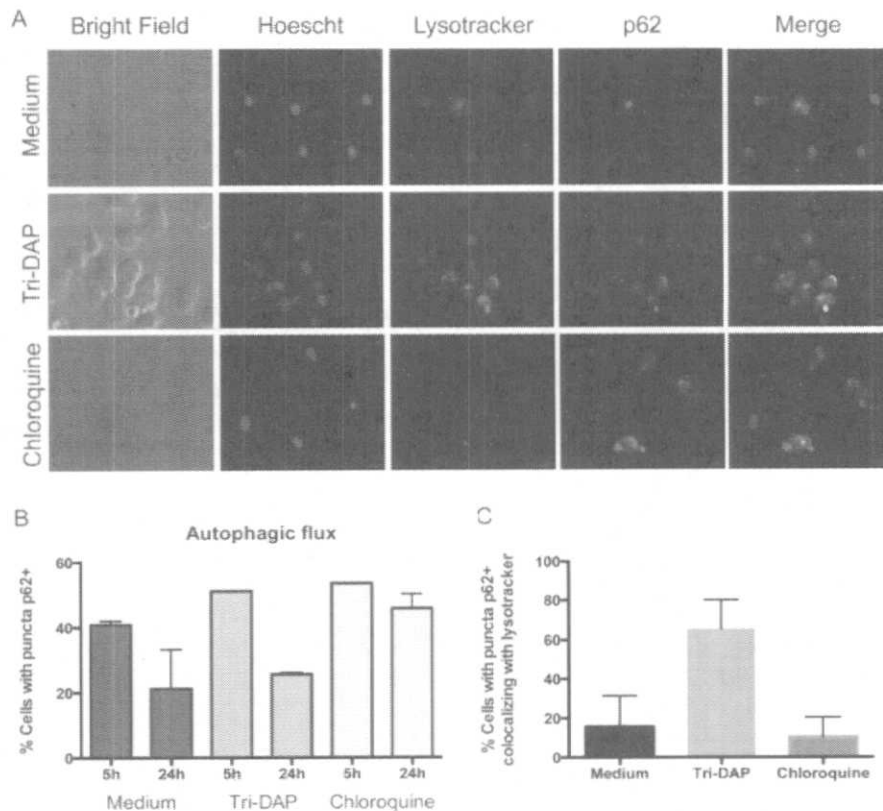 A
Bright Field Hoescht Lysotracker p62 Merge
Medium
Tri-DAP
Chloroquine
B
Autophagic flux
% Cells with puncta p62+
60
40
20
0
5h 24h 5h 24h 5h 24h
Medium Tri-DAP Chloroquine
C
% Cells with puncta p62+
colocalizing with lysotracker
100
80
60
40
20
0
Medium Tri-DAP Chloroquine